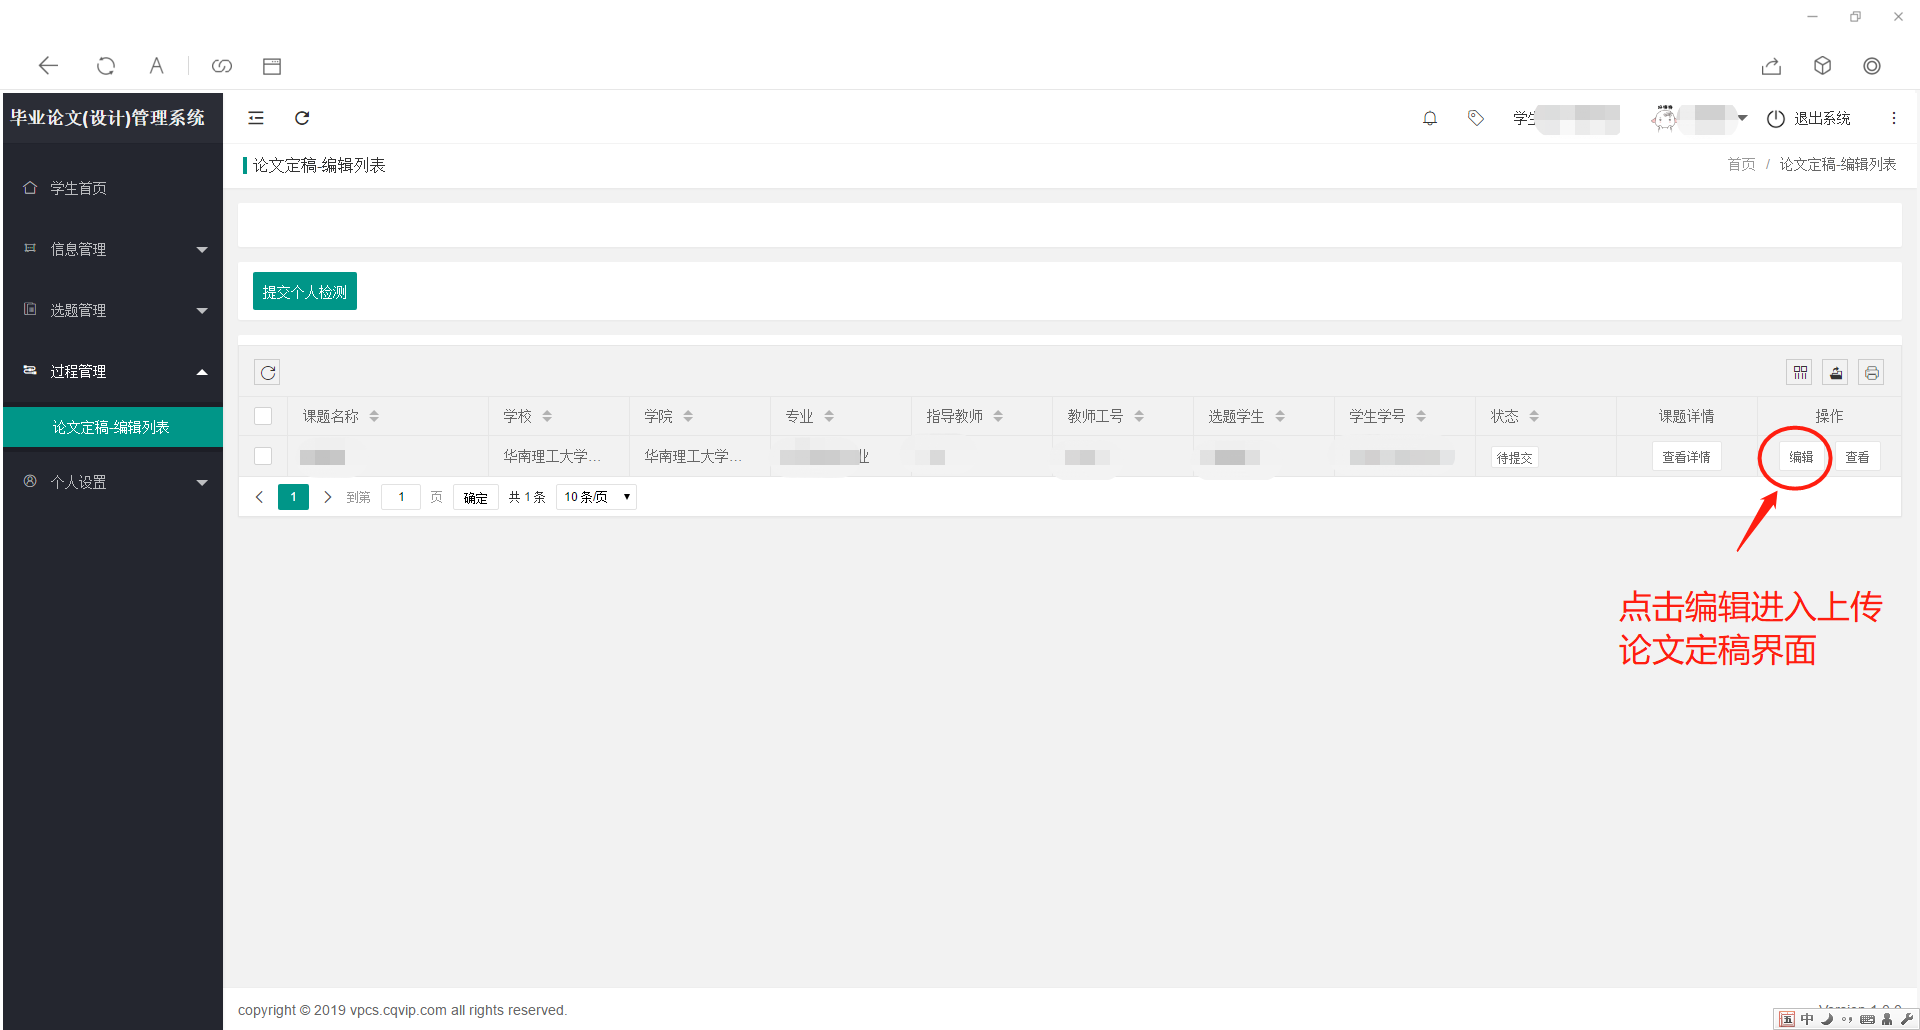 毕业论文(设计)管理系统
学生
退出系统
论文定稿-编辑列表
首页 / 论文定稿-编辑列表
学生首页
信息管理
选题管理
过程管理
论文定稿-编辑列表
个人设置
提交个人检测
课题名称 学校 学院 专业 指导教师 教师工号 选题学生 学生学号 状态 课题详情 操作
华南理工大学... 华南理工大学... 业 待提交 查看详情 编辑 查看
1 到第 1 页 确定 共 1 条 10 条/页
点击编辑进入上传
论文定稿界面
copyright © 2019 vpcs.cqvip.com all rights reserved.
五 中